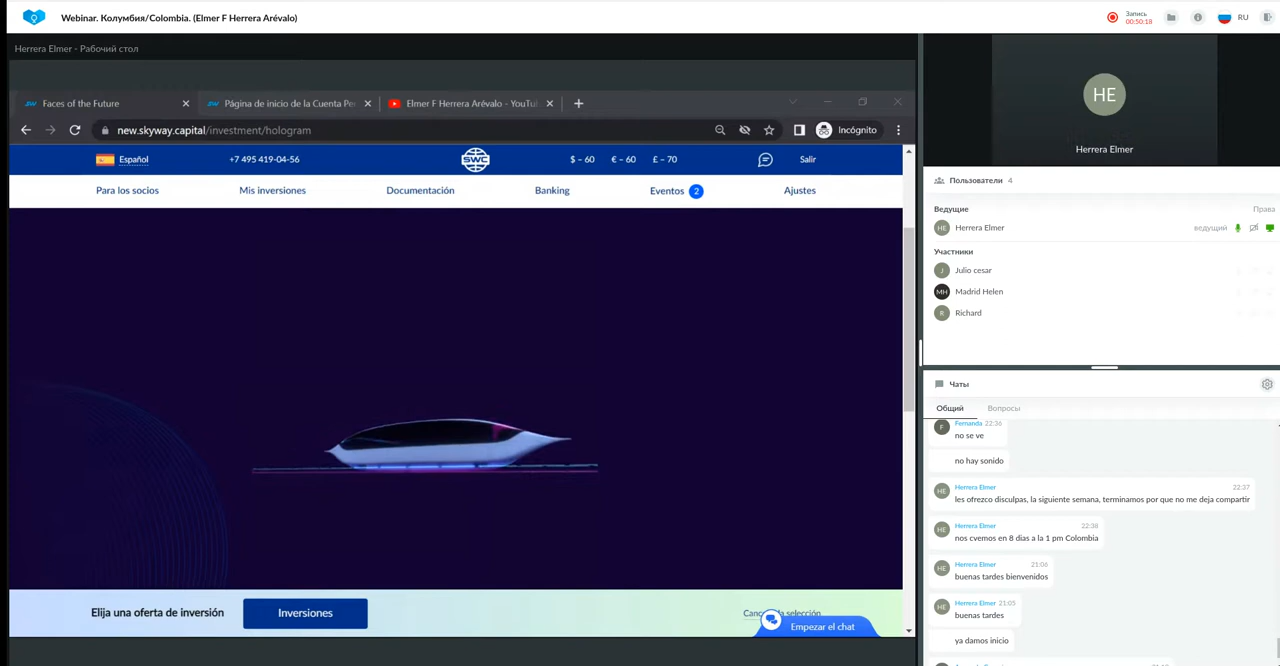 Webinar. Колумбия/Colombia. (Elmer F Herrera Arévalo)
Запись
00:50:18
RU
Herrera Elmer - Рабочий стол
Faces of the Future
Página de inicio de la Cuenta Pe
Elmer F Herrera Arévalo - YouTu
new.skyway.capital/investment/hologram
Incógnito
Español
+7 495 419-04-56
SWC
$ – 60 € – 60 £ – 70
Salir
Para los socios
Mis inversiones
Documentación
Banking
Eventos 2
Ajustes
Elija una oferta de inversión
Inversiones
Empezar el chat
HE
Herrera Elmer
Пользователи 4
Ведущие
Права
HE Herrera Elmer
ведущий
Участники
J Julio cesar
MH Madrid Helen
R Richard
Чаты
Общий
Вопросы
F Fernanda 22:36
no se ve
no hay sonido
HE Herrera Elmer 22:37
les ofrezco disculpas, la siguiente semana, terminamos por que no me deja compartir
HE Herrera Elmer 22:38
nos cvemos en 8 dias a la 1 pm Colombia
HE Herrera Elmer 21:06
buenas tardes bienvenidos
HE Herrera Elmer 21:05
buenas tardes
ya damos inicio